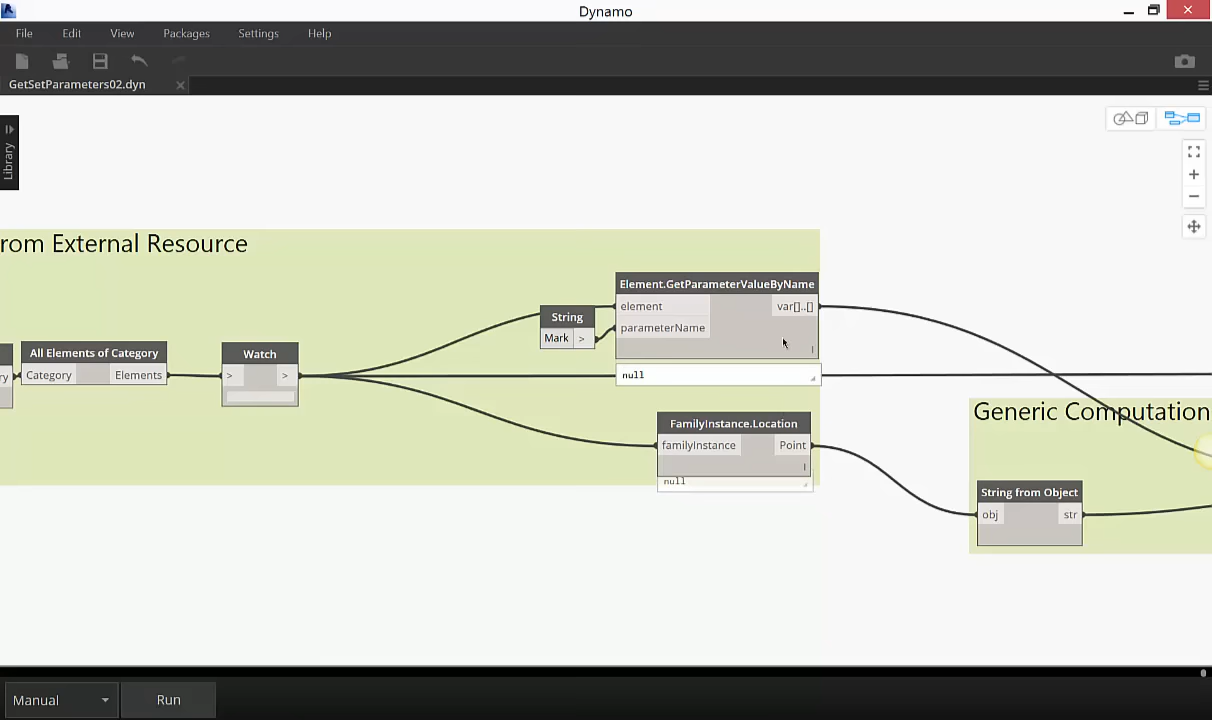 Dynamo
File Edit View Packages Settings Help
GetSetParameters02.dyn
Library
rom External Resource
Element.GetParameterValueByName
element var[]..[]
String
parameterName
Mark >
null
All Elements of Category
Category Elements
Watch
> >
ry
FamilyInstance.Location
familyInstance Point
null
Generic Computation
String from Object
obj str
Manual Run